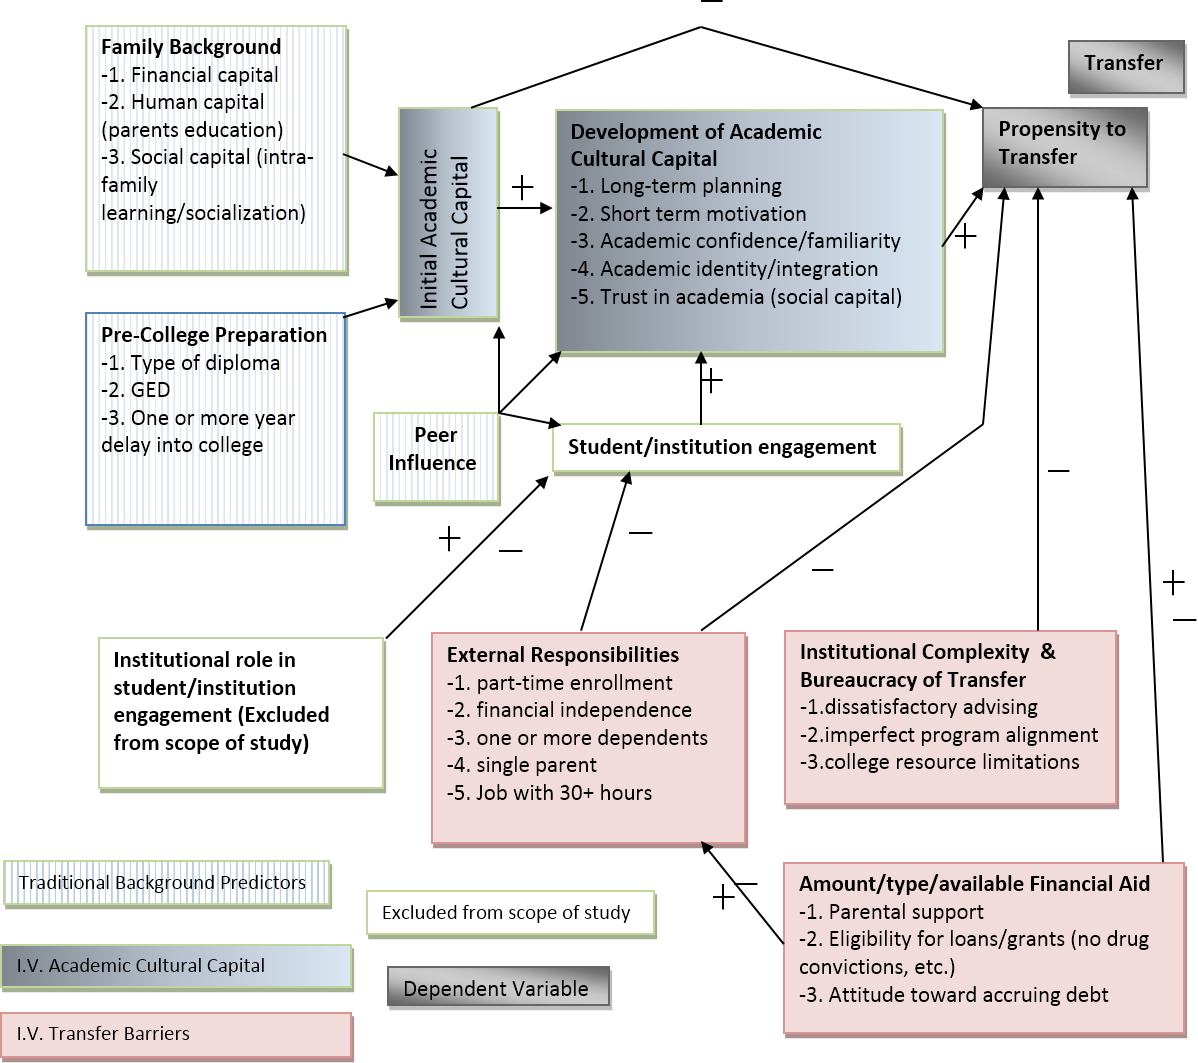 Family Background
-1. Financial capital
-2. Human capital
(parents education)
-3. Social capital (intra-
family
learning/socialization)
Pre-College Preparation
-1. Type of diploma
-2. GED
-3. One or more year
delay into college
Initial Academic
Cultural Capital
Development of Academic
Cultural Capital
-1. Long-term planning
-2. Short term motivation
-3. Academic confidence/familiarity
-4. Academic identity/integration
-5. Trust in academia (social capital)
Transfer
Propensity to
Transfer
Peer
Influence
Student/institution engagement
Institutional role in
student/institution
engagement (Excluded
from scope of study)
External Responsibilities
-1. part-time enrollment
-2. financial independence
-3. one or more dependents
-4. single parent
-5. Job with 30+ hours
Institutional Complexity &
Bureaucracy of Transfer
-1.dissatisfactory advising
-2.imperfect program alignment
-3.college resource limitations
Amount/type/available Financial Aid
-1. Parental support
-2. Eligibility for loans/grants (no drug
convictions, etc.)
-3. Attitude toward accruing debt
Traditional Background Predictors
I.V. Academic Cultural Capital
I.V. Transfer Barriers
Excluded from scope of study
Dependent Variable